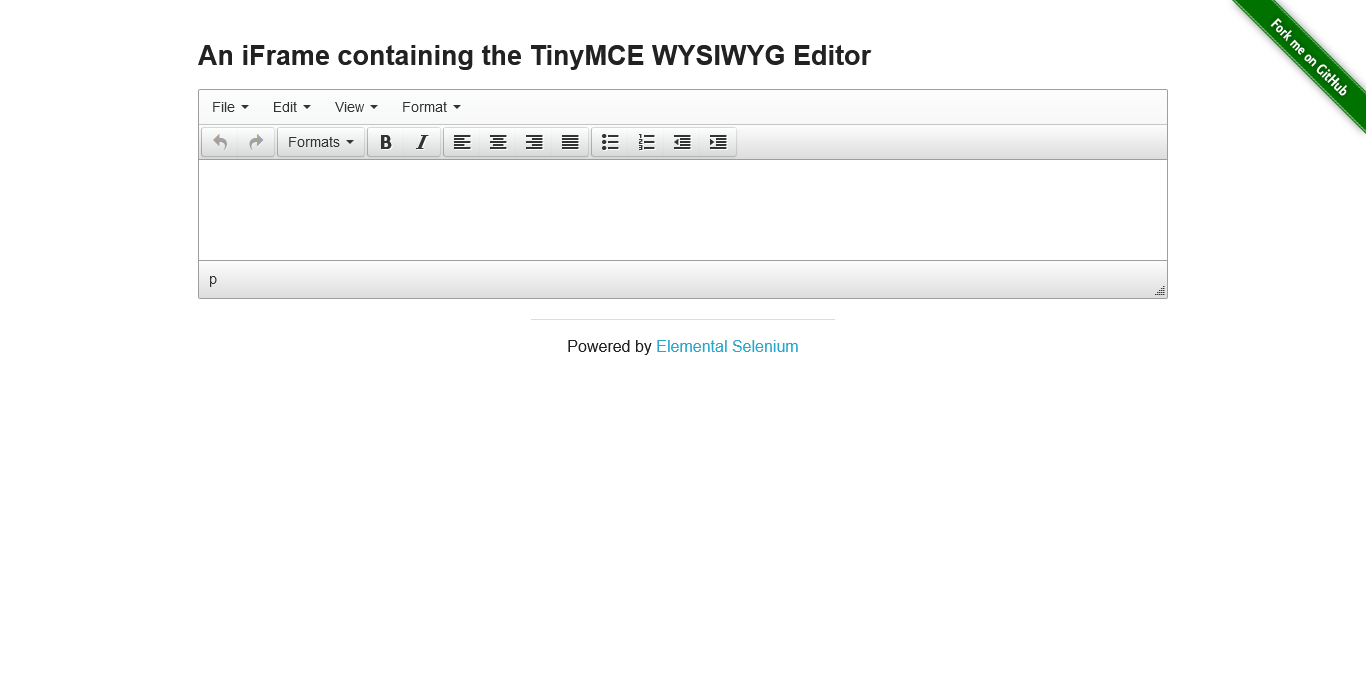 Fork me on GitHub
An iFrame containing the TinyMCE WYSIWYG Editor
File Edit View Format
Formats B I
p
Powered by Elemental Selenium